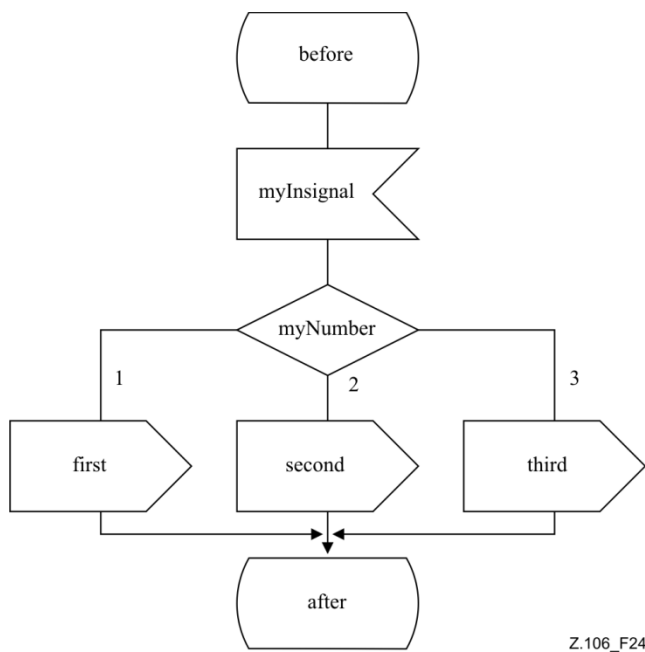 before
myInsignal
myNumber
1
2
3
first
second
third
after
Z.106_F24